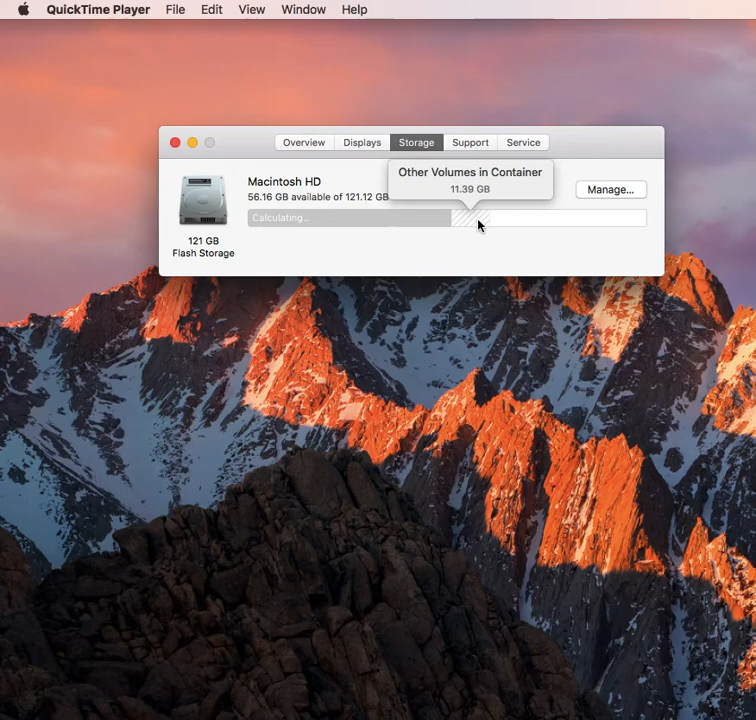 QuickTime Player File Edit View Window Help
Overview Displays Storage Support Service
Other Volumes in Container
11.39 GB
Macintosh HD
56.16 GB available of 121.12 GB
Manage...
Calculating...
121 GB
Flash Storage